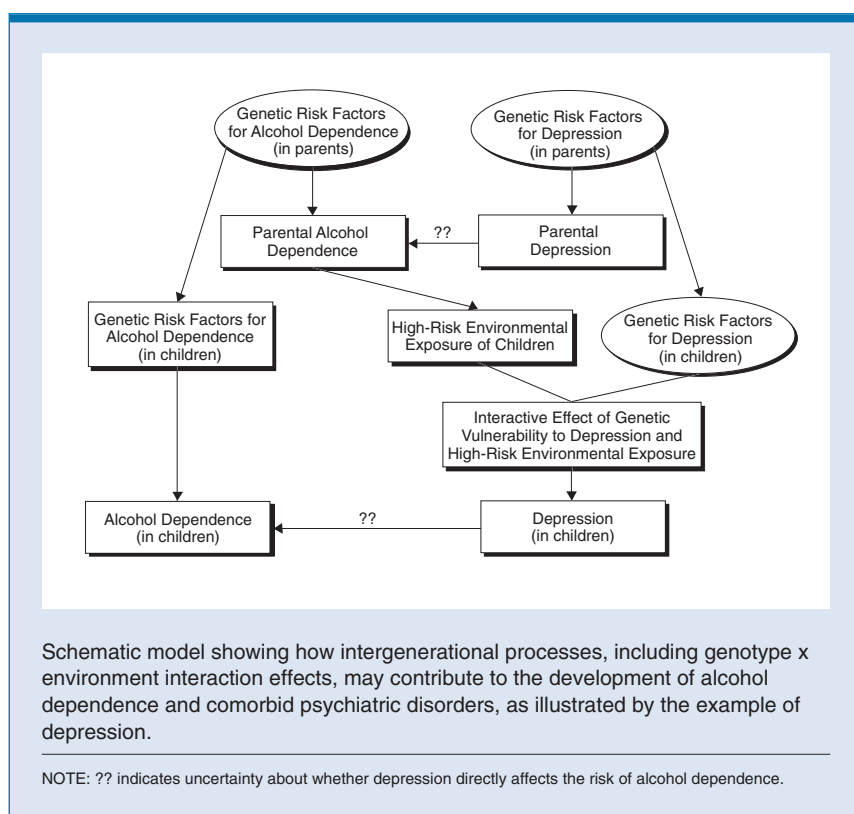 Genetic Risk Factors
for Alcohol Dependence
(in parents)
Genetic Risk Factors
for Depression
(in parents)
Parental Alcohol
Dependence
??
Parental
Depression
Genetic Risk Factors for
Alcohol Dependence
(in children)
High-Risk Environmental
Exposure of Children
Genetic Risk Factors
for Depression
(in children)
Interactive Effect of Genetic
Vulnerability to Depression and
High-Risk Environmental Exposure
Alcohol Dependence
(in children)
??
Depression
(in children)
Schematic model showing how intergenerational processes, including genotype x
environment interaction effects, may contribute to the development of alcohol
dependence and comorbid psychiatric disorders, as illustrated by the example of
depression.
NOTE: ?? indicates uncertainty about whether depression directly affects the risk of alcohol dependence.